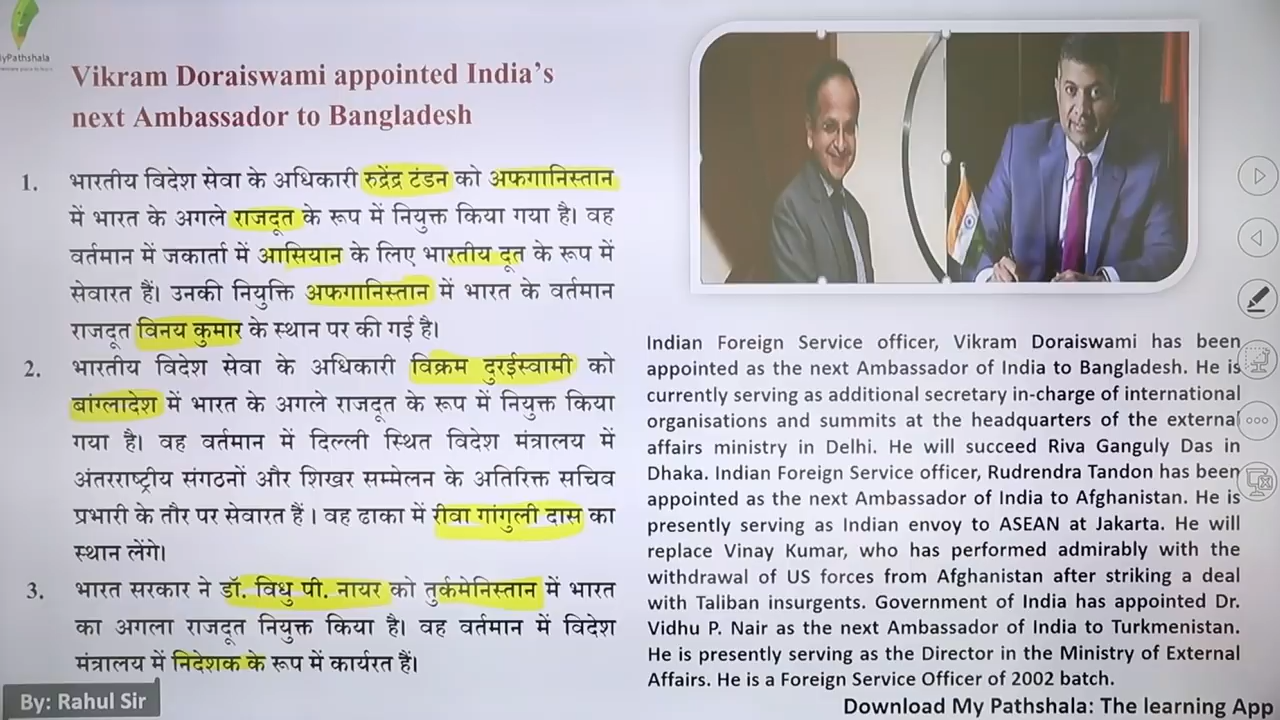 MyPathshala
Vikram Doraiswami appointed India's
next Ambassador to Bangladesh
1. भारतीय विदेश सेवा के अधिकारी रुद्रेंद्र टंडन को अफगानिस्तान
में भारत के अगले राजदूत के रूप में नियुक्त किया गया है। वह
वर्तमान में जकार्ता में आसियान के लिए भारतीय दूत के रूप में
सेवारत हैं। उनकी नियुक्ति अफगानिस्तान में भारत के वर्तमान
राजदूत विनय कुमार के स्थान पर की गई है।
2. भारतीय विदेश सेवा के अधिकारी विक्रम दुरईस्वामी को
बांग्लादेश में भारत के अगले राजदूत के रूप में नियुक्त किया
गया है। वह वर्तमान में दिल्ली स्थित विदेश मंत्रालय में
अंतरराष्ट्रीय संगठनों और शिखर सम्मेलन के अतिरिक्त सचिव
प्रभारी के तौर पर सेवारत हैं । वह ढाका में रीवा गांगुली दास का
स्थान लेंगे।
3. भारत सरकार ने डॉ. विधु पी. नायर को तुर्कमेनिस्तान में भारत
का अगला राजदूत नियुक्त किया है। वह वर्तमान में विदेश
मंत्रालय में निदेशक के रूप में कार्यरत हैं।
By: Rahul Sir
Indian Foreign Service officer, Vikram Doraiswami has been
appointed as the next Ambassador of India to Bangladesh. He is
currently serving as additional secretary in-charge of international
organisations and summits at the headquarters of the external
affairs ministry in Delhi. He will succeed Riva Ganguly Das in
Dhaka. Indian Foreign Service officer, Rudrendra Tandon has been
appointed as the next Ambassador of India to Afghanistan. He is
presently serving as Indian envoy to ASEAN at Jakarta. He will
replace Vinay Kumar, who has performed admirably with the
withdrawal of US forces from Afghanistan after striking a deal
with Taliban insurgents. Government of India has appointed Dr.
Vidhu P. Nair as the next Ambassador of India to Turkmenistan.
He is presently serving as the Director in the Ministry of External
Affairs. He is a Foreign Service Officer of 2002 batch.
Download My Pathshala: The learning App